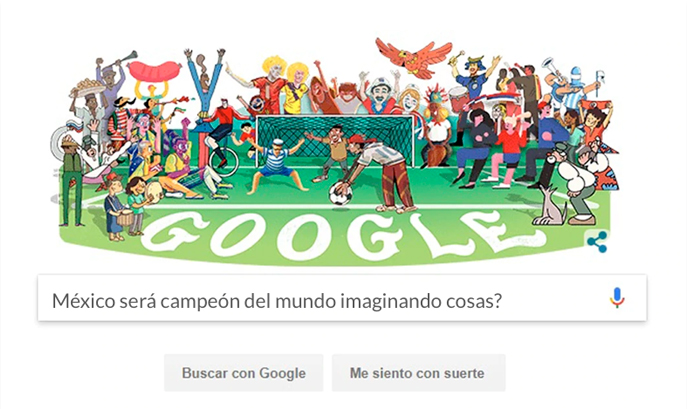 GOOGLE
México será campeón del mundo imaginando cosas?
Buscar con Google
Me siento con suerte